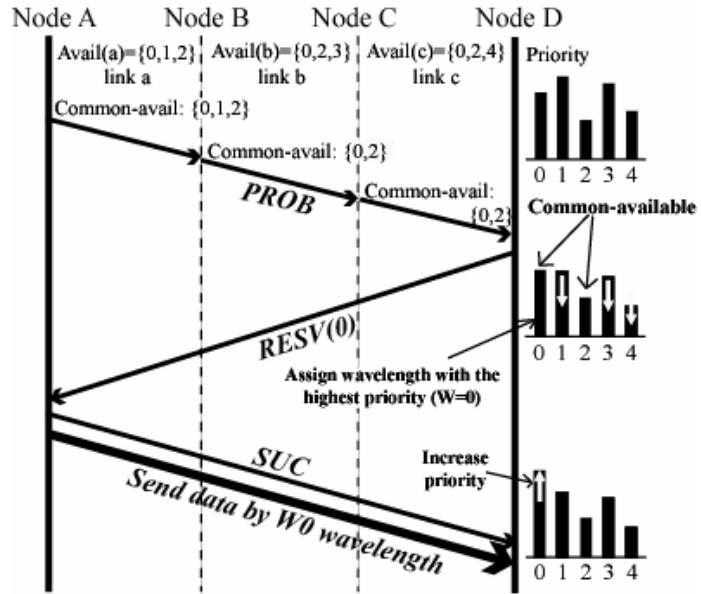 Node A Node B Node C Node D
Avail(a)={0,1,2} Avail(b)={0,2,3} Avail(c)={0,2,4} Priority
link a link b link c
Common-avail: {0,1,2}
Common-avail: {0,2}
Common-avail:
{0,2}
PROB
0 1 2 3 4
Common-available
RESV(0)
0 1 2 3 4
Assign wavelength with the
highest priority (W=0)
SUC
Send data by W0 wavelength
Increase
priority
0 1 2 3 4